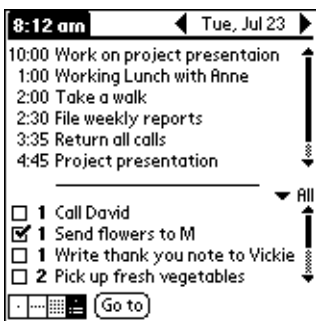 8:12 am Tue, Jul 23
10:00 Work on project presentaion
1:00 Working Lunch with Anne
2:00 Take a walk
2:30 File weekly reports
3:35 Return all calls
4:45 Project presentation
All
1 Call David
1 Send flowers to M
1 Write thank you note to Vickie
2 Pick up fresh vegetables
Go to